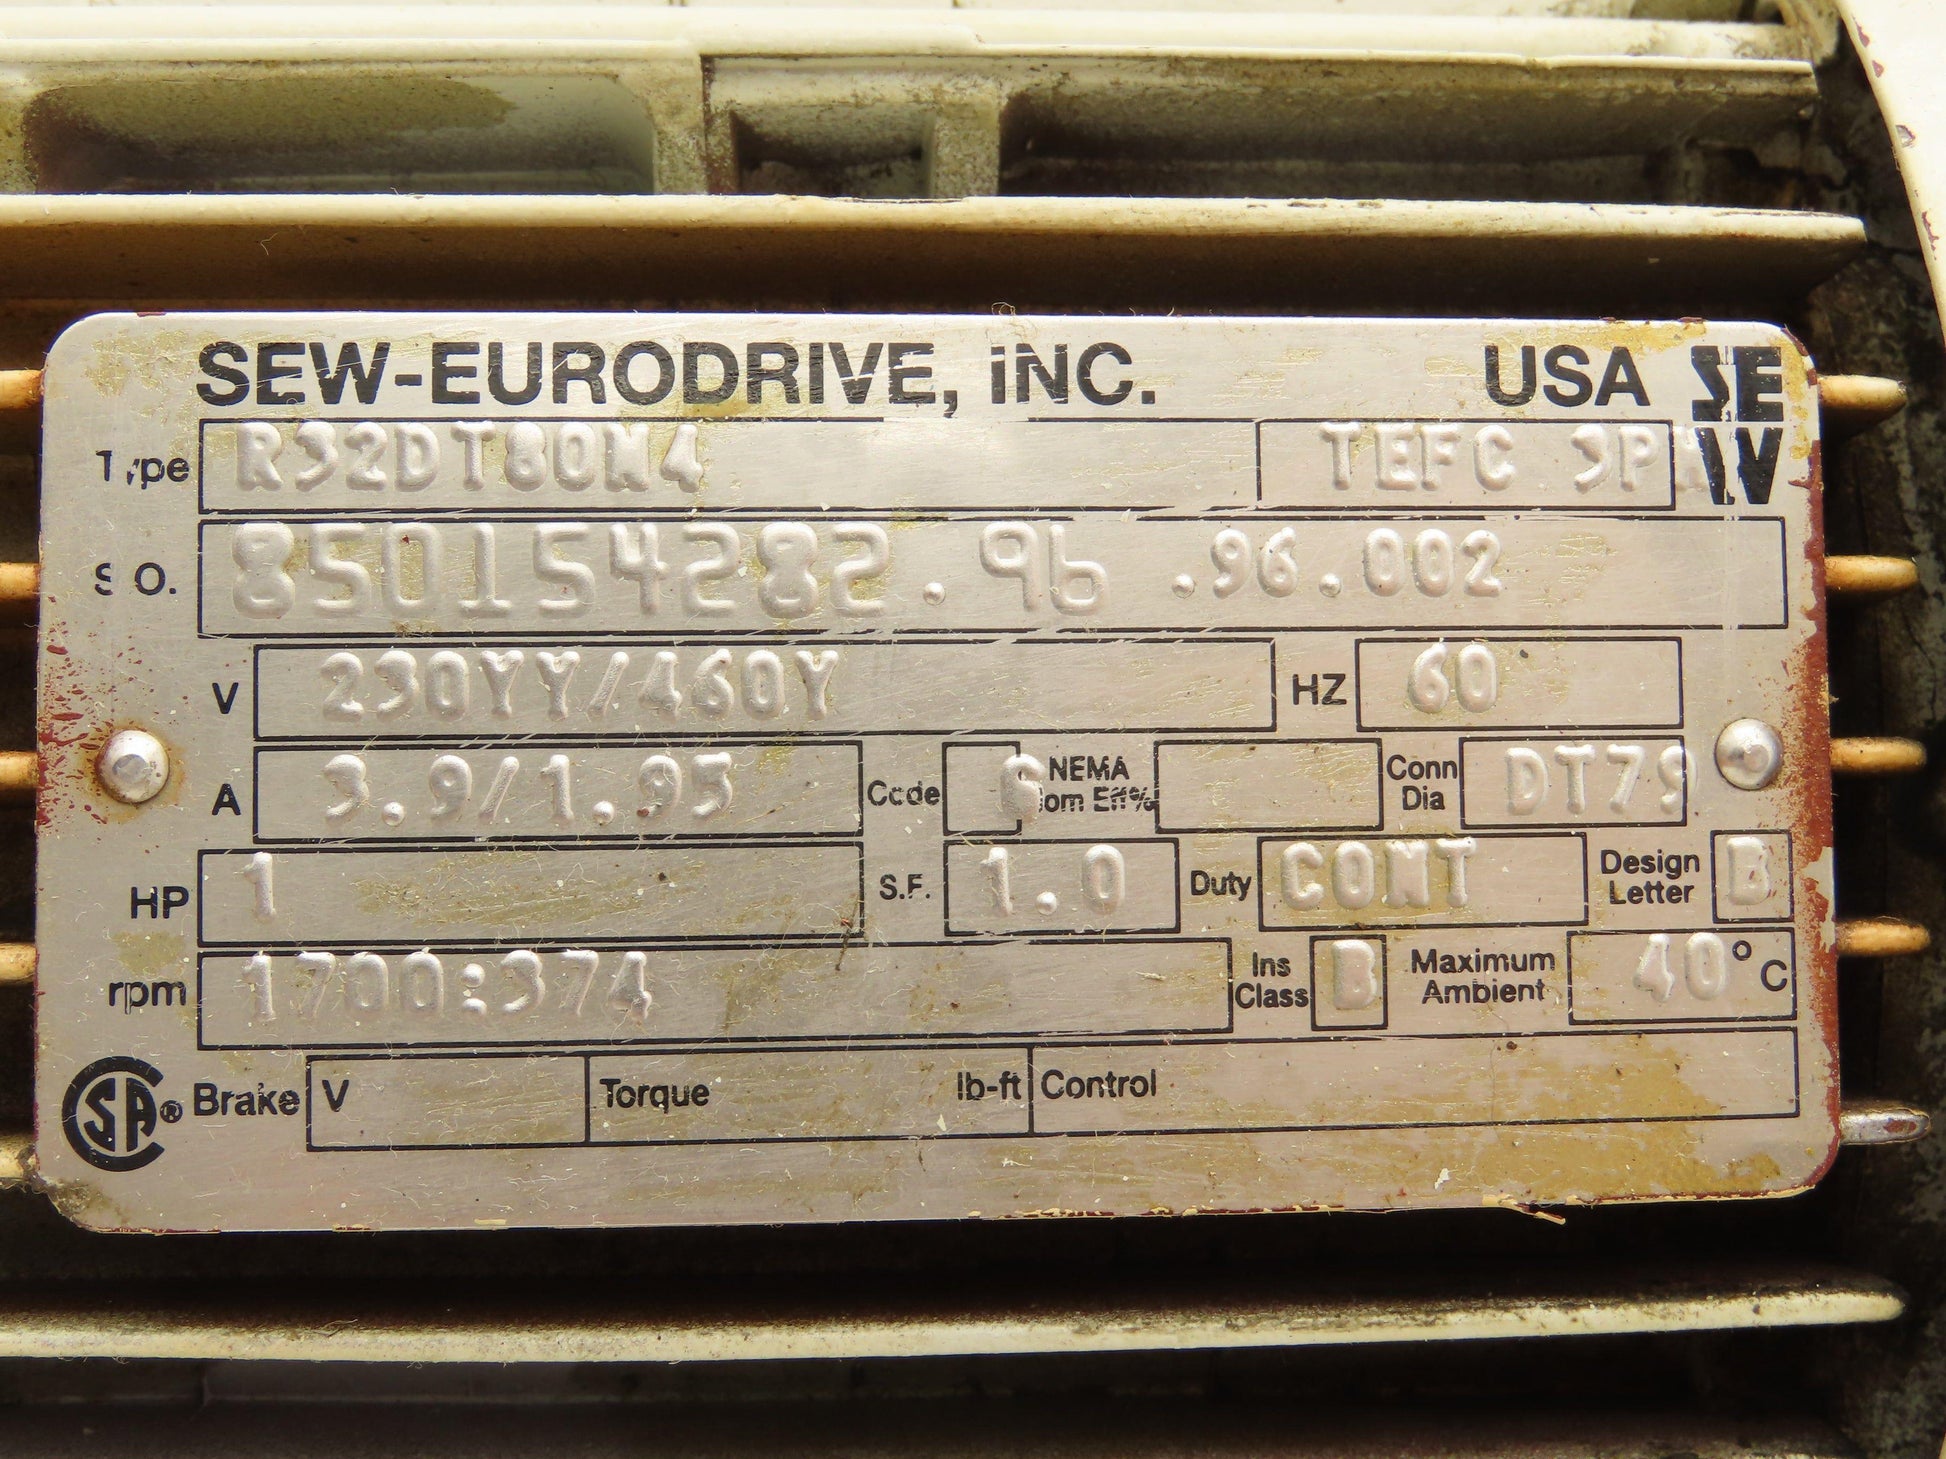 SEW-EURODRIVE, INC. USA SEW
Type R32DT80N4 TEFC 3PH
S.O. 850154282.96.96.002
V 230YY/460Y HZ 60
A 3.9/1.95 Code G NEMA Nom Eff% Conn Dia DT79
HP 1 S.F. 1.0 Duty CONT Design Letter B
rpm 1700:374 Ins Class B Maximum Ambient 40°C
CSA® Brake V Torque lb-ft Control